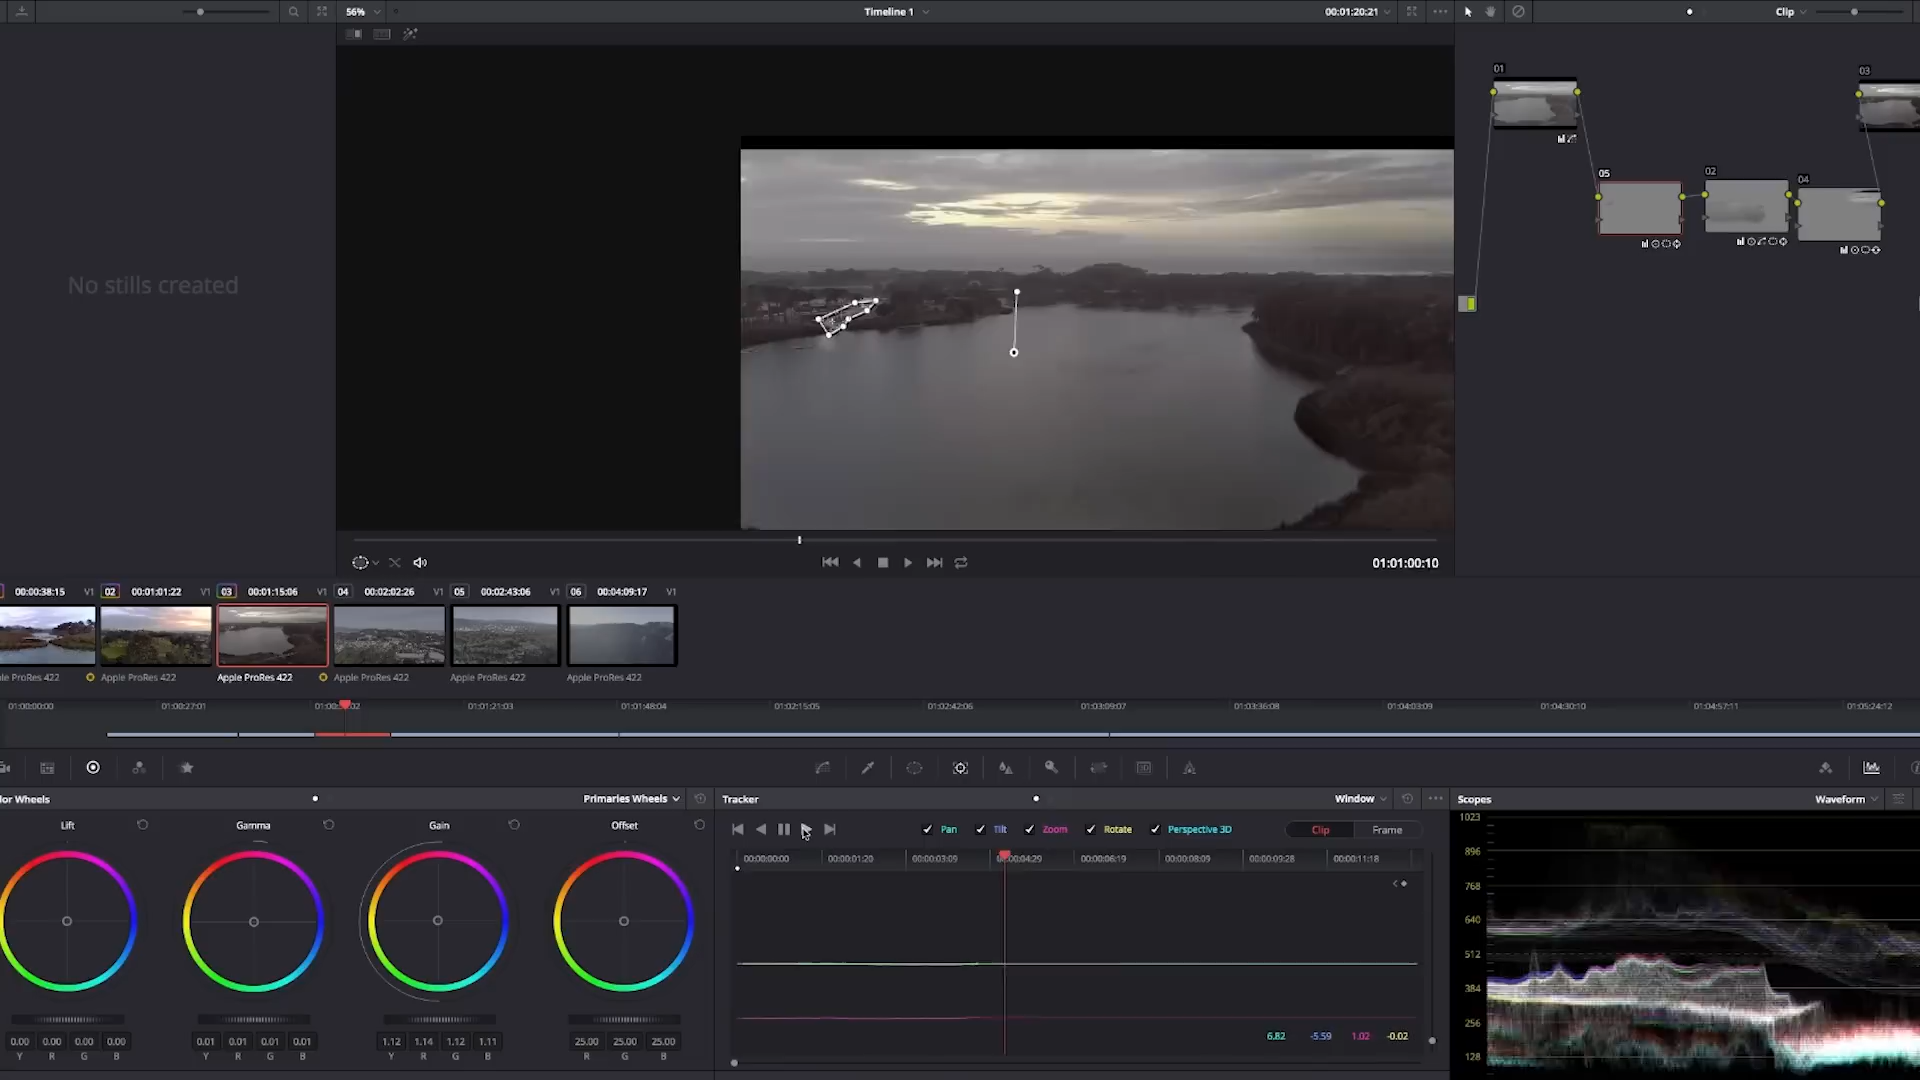 56%
Timeline 1
00:01:20:21
Clip
No stills created
01
03
05
02
04
01:01:00:10
00:00:38:15 V1
02 00:01:01:22 V1
03 00:01:15:06 V1
04 00:02:02:26 V1
05 00:02:43:06 V1
06 00:04:09:17 V1
le ProRes 422
Apple ProRes 422
Apple ProRes 422
Apple ProRes 422
Apple ProRes 422
Apple ProRes 422
01:00:00:00
01:00:27:01
01:00: 02
01:01:21:03
01:01:48:04
01:02:15:05
01:02:42:06
01:03:09:07
01:03:36:08
01:04:03:09
01:04:30:10
01:04:57:11
01:05:24:12
lor Wheels
Primaries Wheels
Lift
Gamma
Gain
Offset
0.00 0.00 0.00 0.00
Y R G B
0.01 0.01 0.01 0.01
Y R G B
1.12 1.14 1.12 1.11
Y R G B
25.00 25.00 25.00
R G B
Tracker
Window
Pan
Tilt
Zoom
Rotate
Perspective 3D
Clip
Frame
00:00:00:00
00:00:01:20
00:00:03:09
00:00:04:29
00:00:06:19
00:00:08:09
00:00:09:28
00:00:11:18
6.82 -5.59 1.02 -0.02
Scopes
Waveform
1023
896
768
640
512
384
256
128